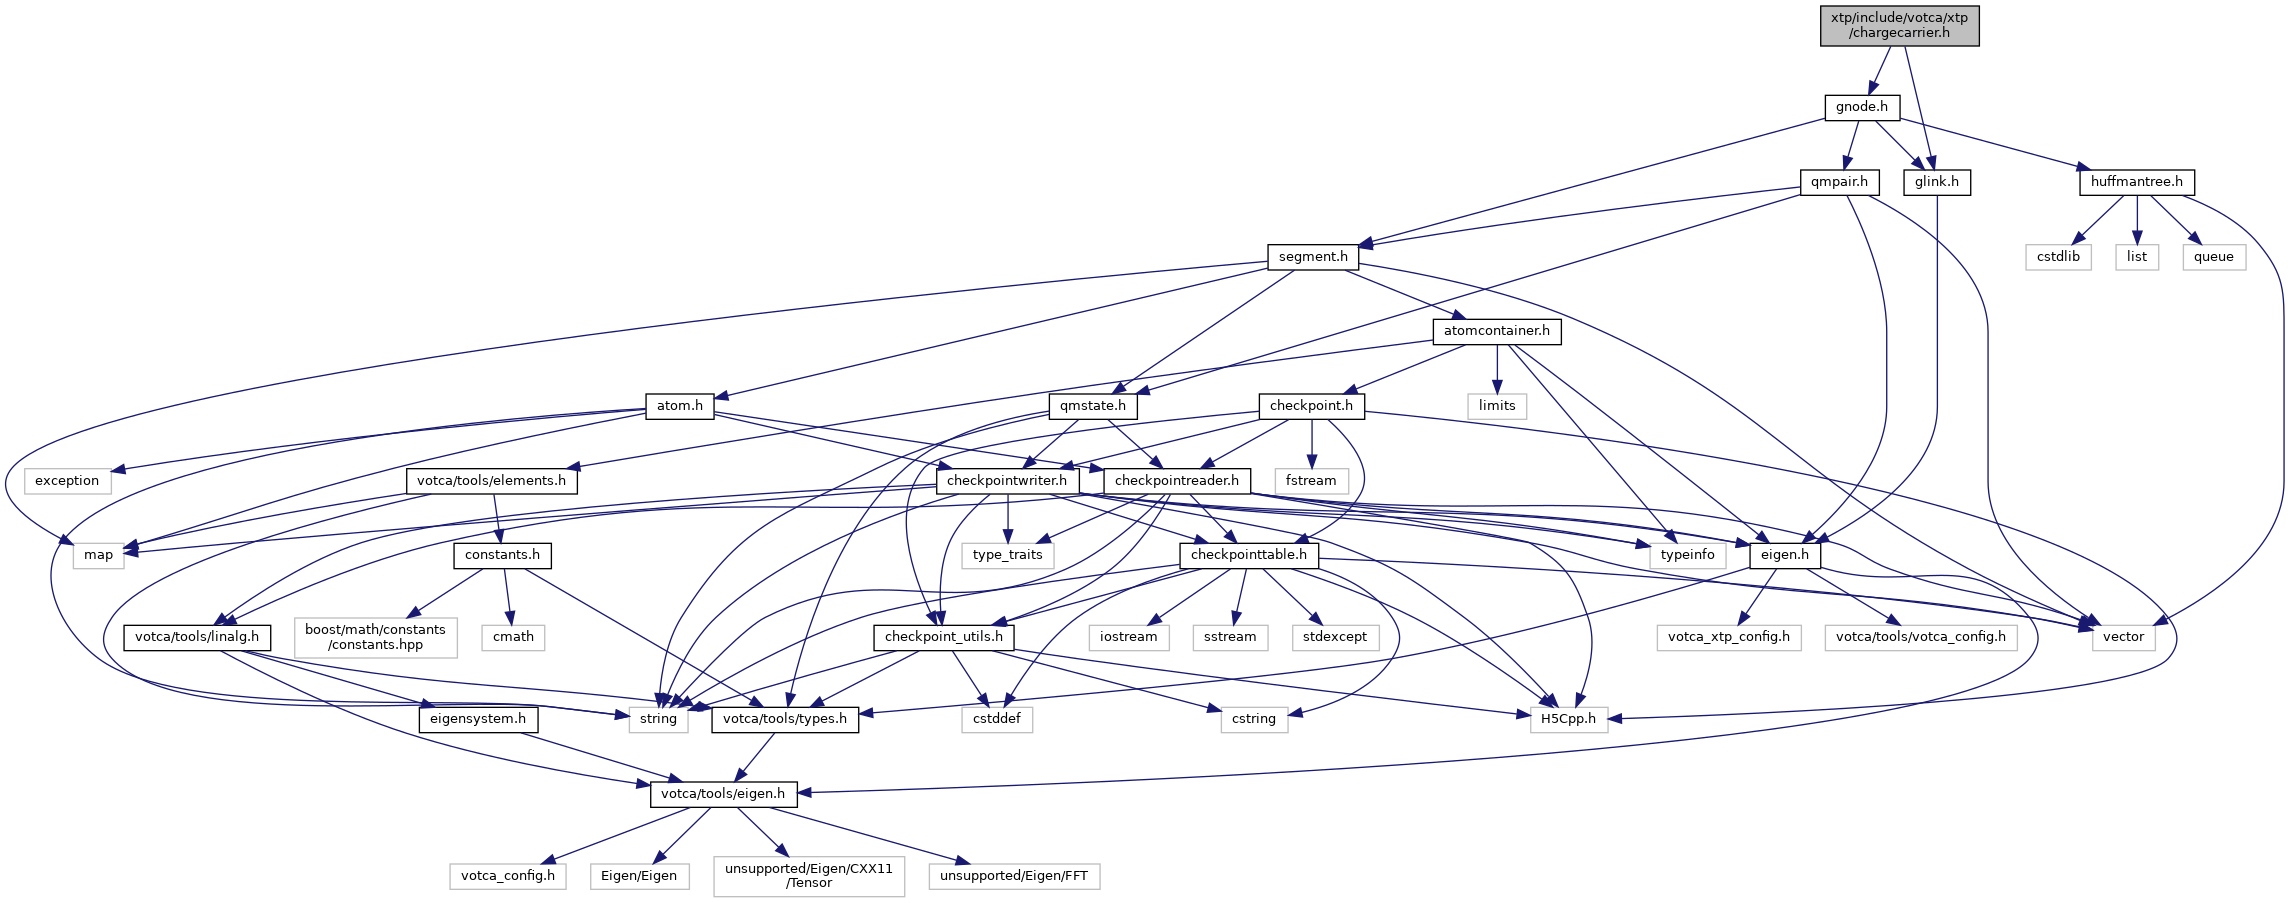 xtp/include/votca/xtp
/chargecarrier.h
gnode.h
qmpair.h
glink.h
huffmantree.h
segment.h
cstdlib
list
queue
atomcontainer.h
atom.h
qmstate.h
checkpoint.h
limits
exception
votca/tools/elements.h
checkpointwriter.h
checkpointreader.h
fstream
map
constants.h
type_traits
checkpointtable.h
typeinfo
eigen.h
votca/tools/linalg.h
boost/math/constants
/constants.hpp
cmath
checkpoint_utils.h
iostream
sstream
stdexcept
votca_xtp_config.h
votca/tools/votca_config.h
vector
eigensystem.h
string
votca/tools/types.h
cstddef
cstring
H5Cpp.h
votca/tools/eigen.h
votca_config.h
Eigen/Eigen
unsupported/Eigen/CXX11
/Tensor
unsupported/Eigen/FFT